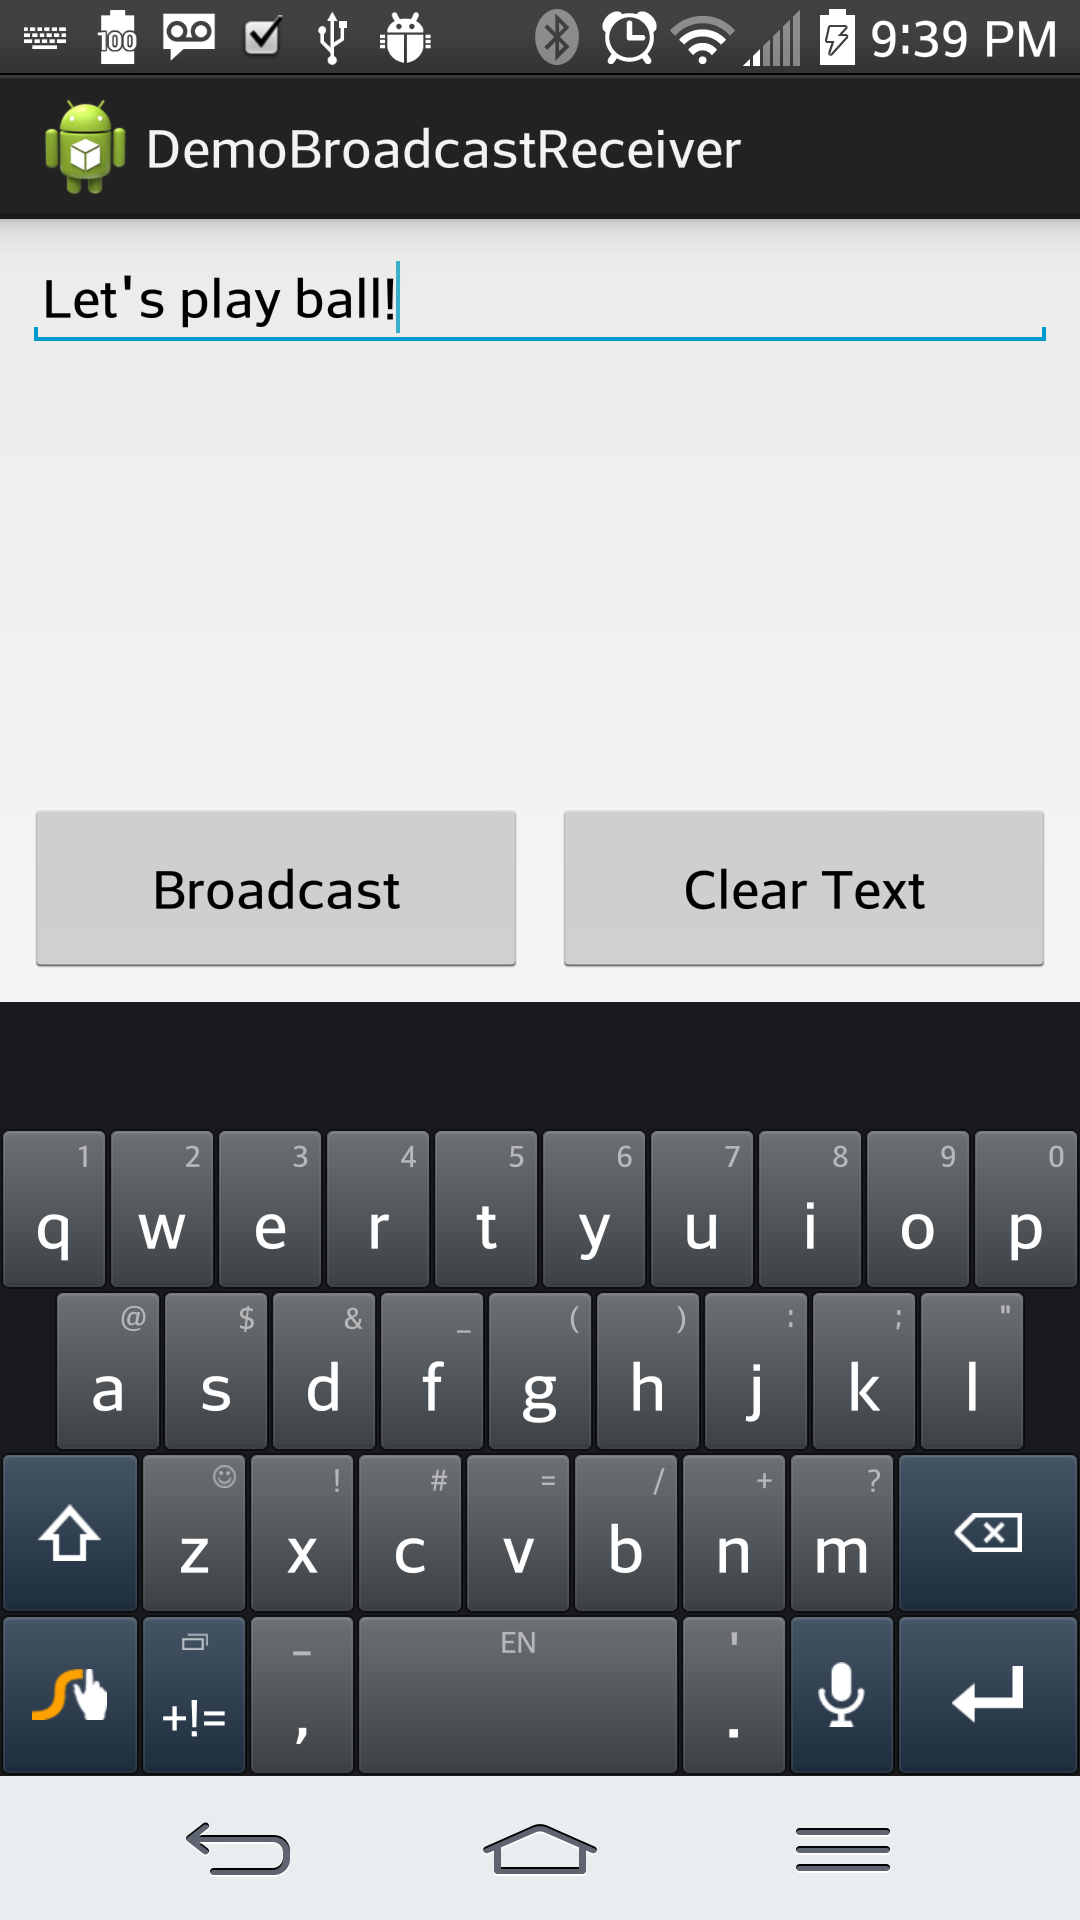 100 9:39 PM
DemoBroadcastReceiver
Let's play ball!
Broadcast Clear Text
1 2 3 4 5 6 7 8 9 0
q w e r t y u i o p
@ $ & _ ( ) : ; "
a s d f g h j k l
! # = / + ?
z x c v b n m
– EN '
+!= , .